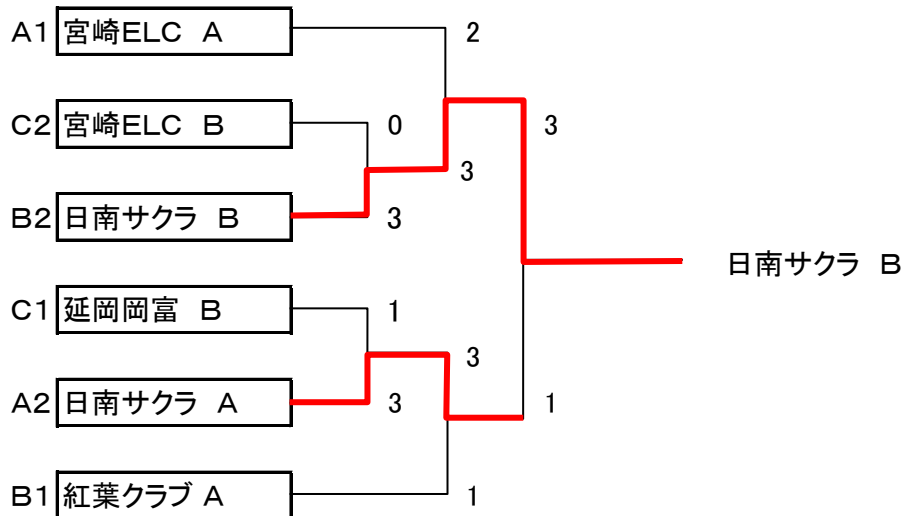 A1 宮崎ELC A 2
C2 宮崎ELC B 0 3
3
B2 日南サクラ B 3
日南サクラ B
C1 延岡岡富 B 1
3
A2 日南サクラ A 3 1
B1 紅葉クラブ A 1